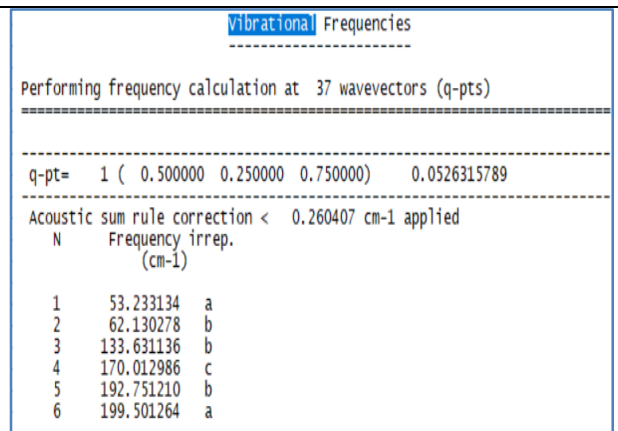 Vibrational Frequencies
-----------------------
Performing frequency calculation at 37 wavevectors (q-pts)
==========================================================================
--------------------------------------------------------------------------
q-pt= 1 ( 0.500000 0.250000 0.750000) 0.0526315789
--------------------------------------------------------------------------
Acoustic sum rule correction < 0.260407 cm-1 applied
N Frequency irrep.
(cm-1)
1 53.233134 a
2 62.130278 b
3 133.631136 b
4 170.012986 c
5 192.751210 b
6 199.501264 a